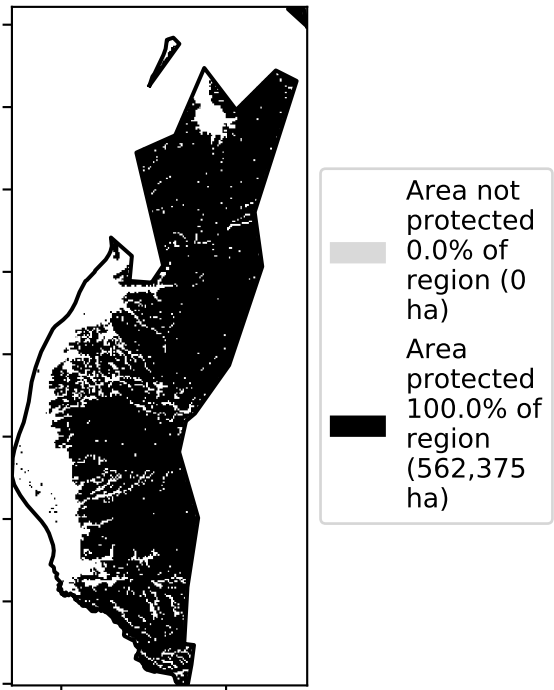 Area not
protected
0.0% of
region (0
ha)
Area
protected
100.0% of
region
(562,375
ha)